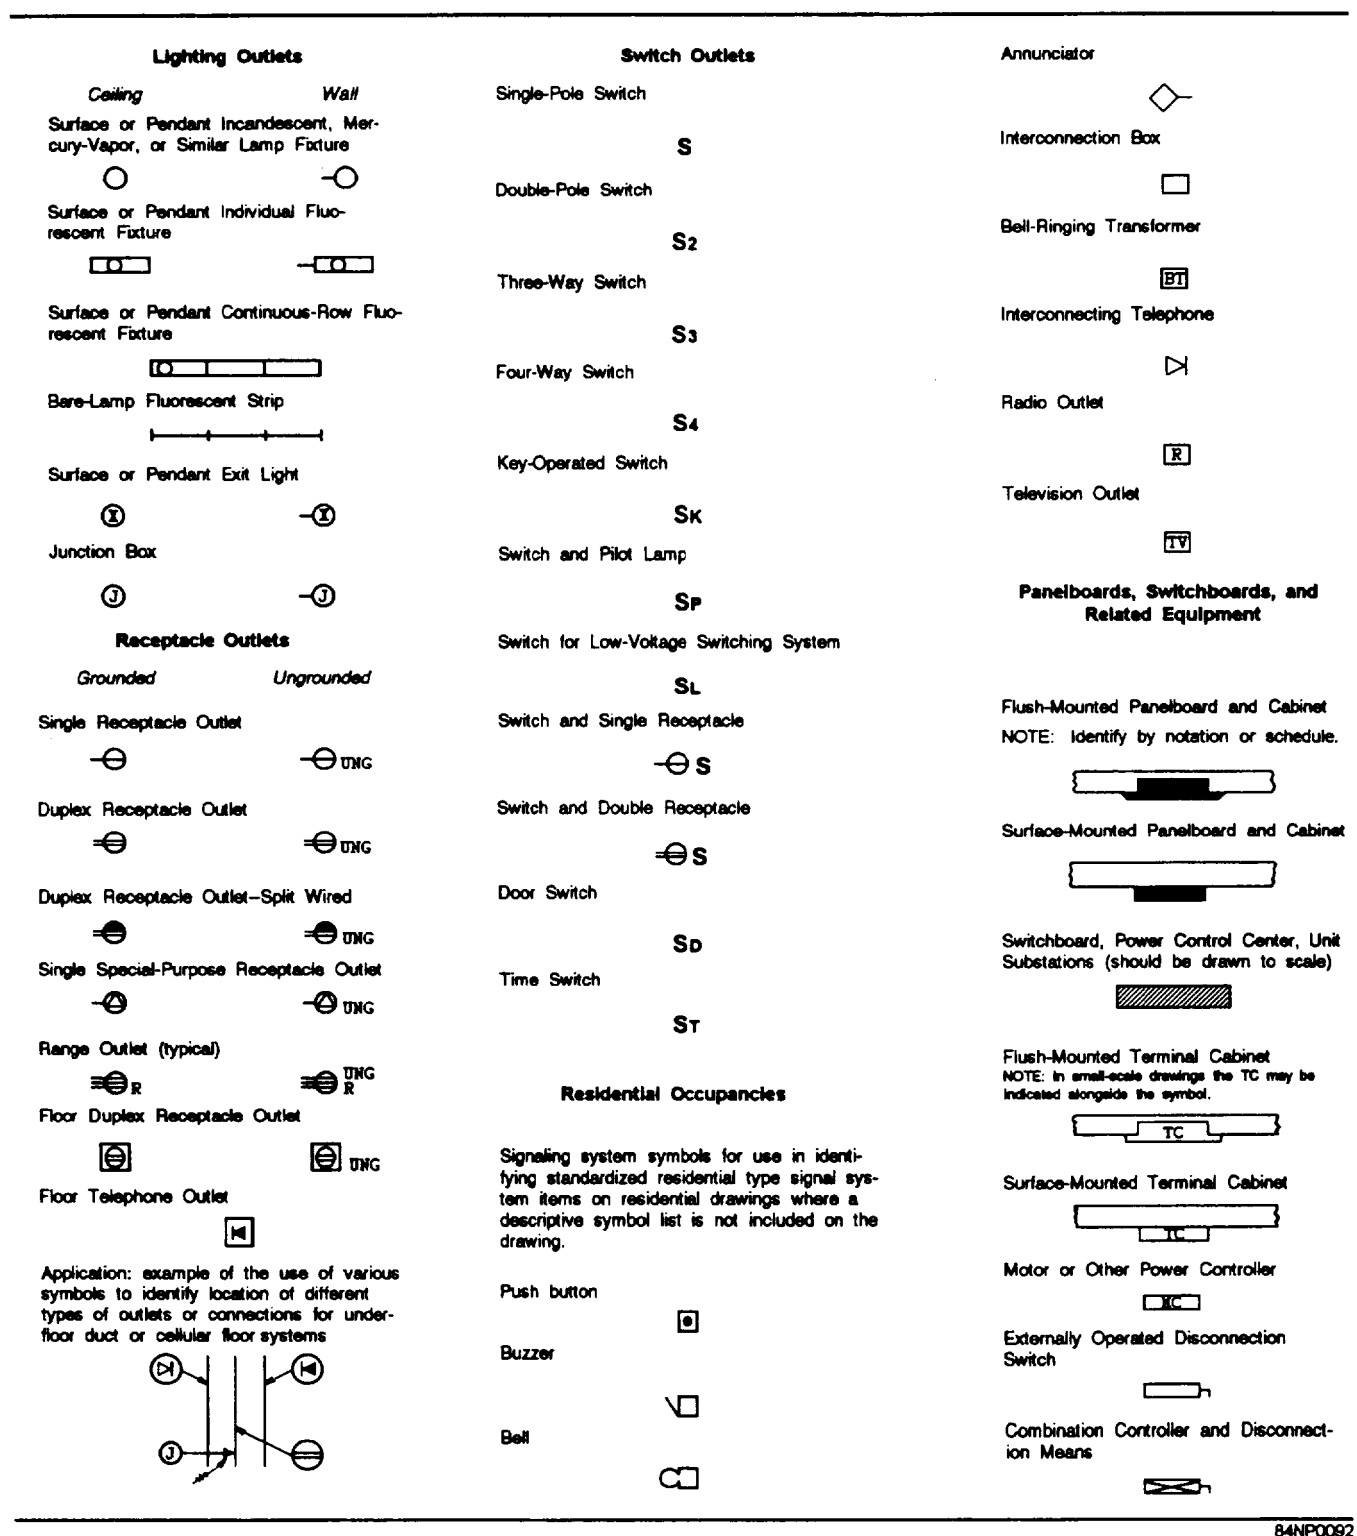 Lighting Outlets
Ceiling Wall
Surface or Pendant Incandescent, Mer-
cury-Vapor, or Similar Lamp Fixture
Surface or Pendant Individual Fluo-
rescent Fixture
Surface or Pendant Continuous-Row Fluo-
rescent Fixture
Bare-Lamp Fluorescent Strip
Surface or Pendant Exit Light
X X
Junction Box
J J
Receptacle Outlets
Grounded Ungrounded
Single Receptacle Outlet
UNG
Duplex Receptacle Outlet
UNG
Duplex Receptacle Outlet–Split Wired
UNG
Single Special-Purpose Receptacle Outlet
UNG
Range Outlet (typical)
R UNG
R
Floor Duplex Receptacle Outlet
UNG
Floor Telephone Outlet
Application: example of the use of various
symbols to identify location of different
types of outlets or connections for under-
floor duct or cellular floor systems
J
Switch Outlets
Single-Pole Switch
S
Double-Pole Switch
S2
Three-Way Switch
S3
Four-Way Switch
S4
Key-Operated Switch
SK
Switch and Pilot Lamp
SP
Switch for Low-Voltage Switching System
SL
Switch and Single Receptacle
S
Switch and Double Receptacle
S
Door Switch
SD
Time Switch
ST
Residential Occupancies
Signaling system symbols for use in identi-
fying standardized residential type signal sys-
tem items on residential drawings where a
descriptive symbol list is not included on the
drawing.
Push button
Buzzer
Bell
Annunciator
Interconnection Box
Bell-Ringing Transformer
BT
Interconnecting Telephone
Radio Outlet
R
Television Outlet
TV
Panelboards, Switchboards, and
Related Equipment
Flush-Mounted Panelboard and Cabinet
NOTE: Identify by notation or schedule.
Surface-Mounted Panelboard and Cabinet
Switchboard, Power Control Center, Unit
Substations (should be drawn to scale)
Flush-Mounted Terminal Cabinet
NOTE: In small-scale drawings the TC may be
indicated alongside the symbol.
TC
Surface-Mounted Terminal Cabinet
TC
Motor or Other Power Controller
MC
Externally Operated Disconnection
Switch
Combination Controller and Disconnect-
ion Means
84NP0092